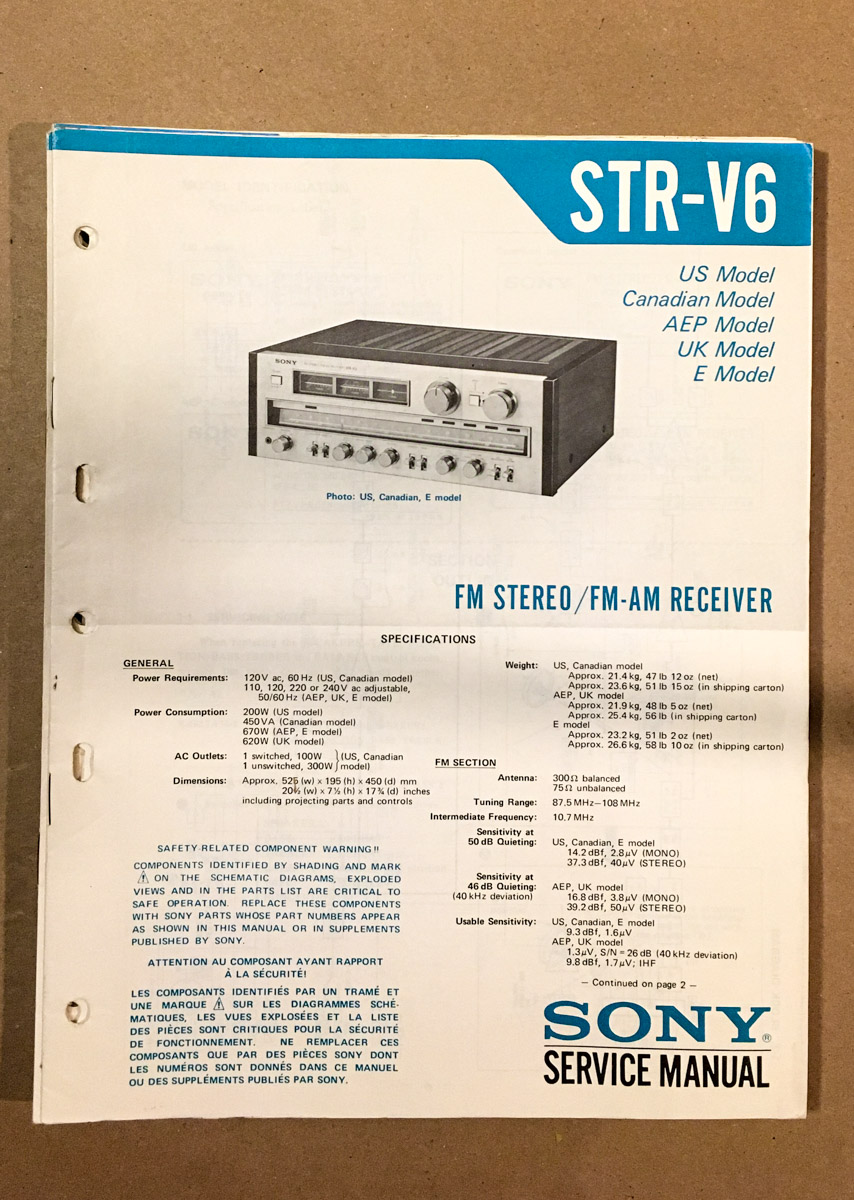 STR-V6
US Model
Canadian Model
AEP Model
UK Model
E Model
SONY
Photo: US, Canadian, E model
FM STEREO/FM-AM RECEIVER
SPECIFICATIONS
GENERAL
Power Requirements: 120V ac, 60 Hz (US, Canadian model)
110, 120, 220 or 240V ac adjustable,
50/60 Hz (AEP, UK, E model)
Power Consumption: 200W (US model)
450VA (Canadian model)
670W (AEP, E model)
620W (UK model)
AC Outlets: 1 switched, 100W } (US, Canadian
1 unswitched, 300W model)
Dimensions: Approx. 525 (w) x 195 (h) x 450 (d) mm
(w) x 7½ (h) x 17¾ (d) inches
including projecting parts and controls
SAFETY-RELATED COMPONENT WARNING!!
COMPONENTS IDENTIFIED BY SHADING AND MARK
⚠ ON THE SCHEMATIC DIAGRAMS, EXPLODED
VIEWS AND IN THE PARTS LIST ARE CRITICAL TO
SAFE OPERATION. REPLACE THESE COMPONENTS
WITH SONY PARTS WHOSE PART NUMBERS APPEAR
AS SHOWN IN THIS MANUAL OR IN SUPPLEMENTS
PUBLISHED BY SONY.
ATTENTION AU COMPOSANT AYANT RAPPORT
À LA SÉCURITÉ!
LES COMPOSANTS IDENTIFIÉS PAR UN TRAMÉ ET
UNE MARQUE ⚠ SUR LES DIAGRAMMES SCHÉ-
MATIQUES, LES VUES EXPLOSÉES ET LA LISTE
DES PIÈCES SONT CRITIQUES POUR LA SÉCURITÉ
DE FONCTIONNEMENT. NE REMPLACER CES
COMPOSANTS QUE PAR DES PIÈCES SONY DONT
LES NUMÉROS SONT DONNÉS DANS CE MANUEL
OU DES SUPPLÉMENTS PUBLIÉS PAR SONY.
Weight: US, Canadian model
Approx. 21.4 kg, 47 lb 12 oz (net)
Approx. 23.6 kg, 51 lb 15 oz (in shipping carton)
AEP, UK model
Approx. 21.9 kg, 48 lb 5 oz (net)
Approx. 25.4 kg, 56 lb (in shipping carton)
E model
Approx. 23.2 kg, 51 lb 2 oz (net)
Approx. 26.6 kg, 58 lb 10 oz (in shipping carton)
FM SECTION
Antenna: 300Ω balanced
75Ω unbalanced
Tuning Range: 87.5 MHz–108 MHz
Intermediate Frequency: 10.7 MHz
Sensitivity at
50 dB Quieting: US, Canadian, E model
14.2 dBf, 2.8µV (MONO)
37.3 dBf, 40µV (STEREO)
Sensitivity at
46 dB Quieting: AEP, UK model
(40 kHz deviation) 16.8 dBf, 3.8µV (MONO)
39.2 dBf, 50µV (STEREO)
Usable Sensitivity: US, Canadian, E model
9.3 dBf, 1.6µV
AEP, UK model
1.3µV, S/N = 26 dB (40 kHz deviation)
9.8 dBf, 1.7µV; IHF
— Continued on page 2 —
SONY®
SERVICE MANUAL